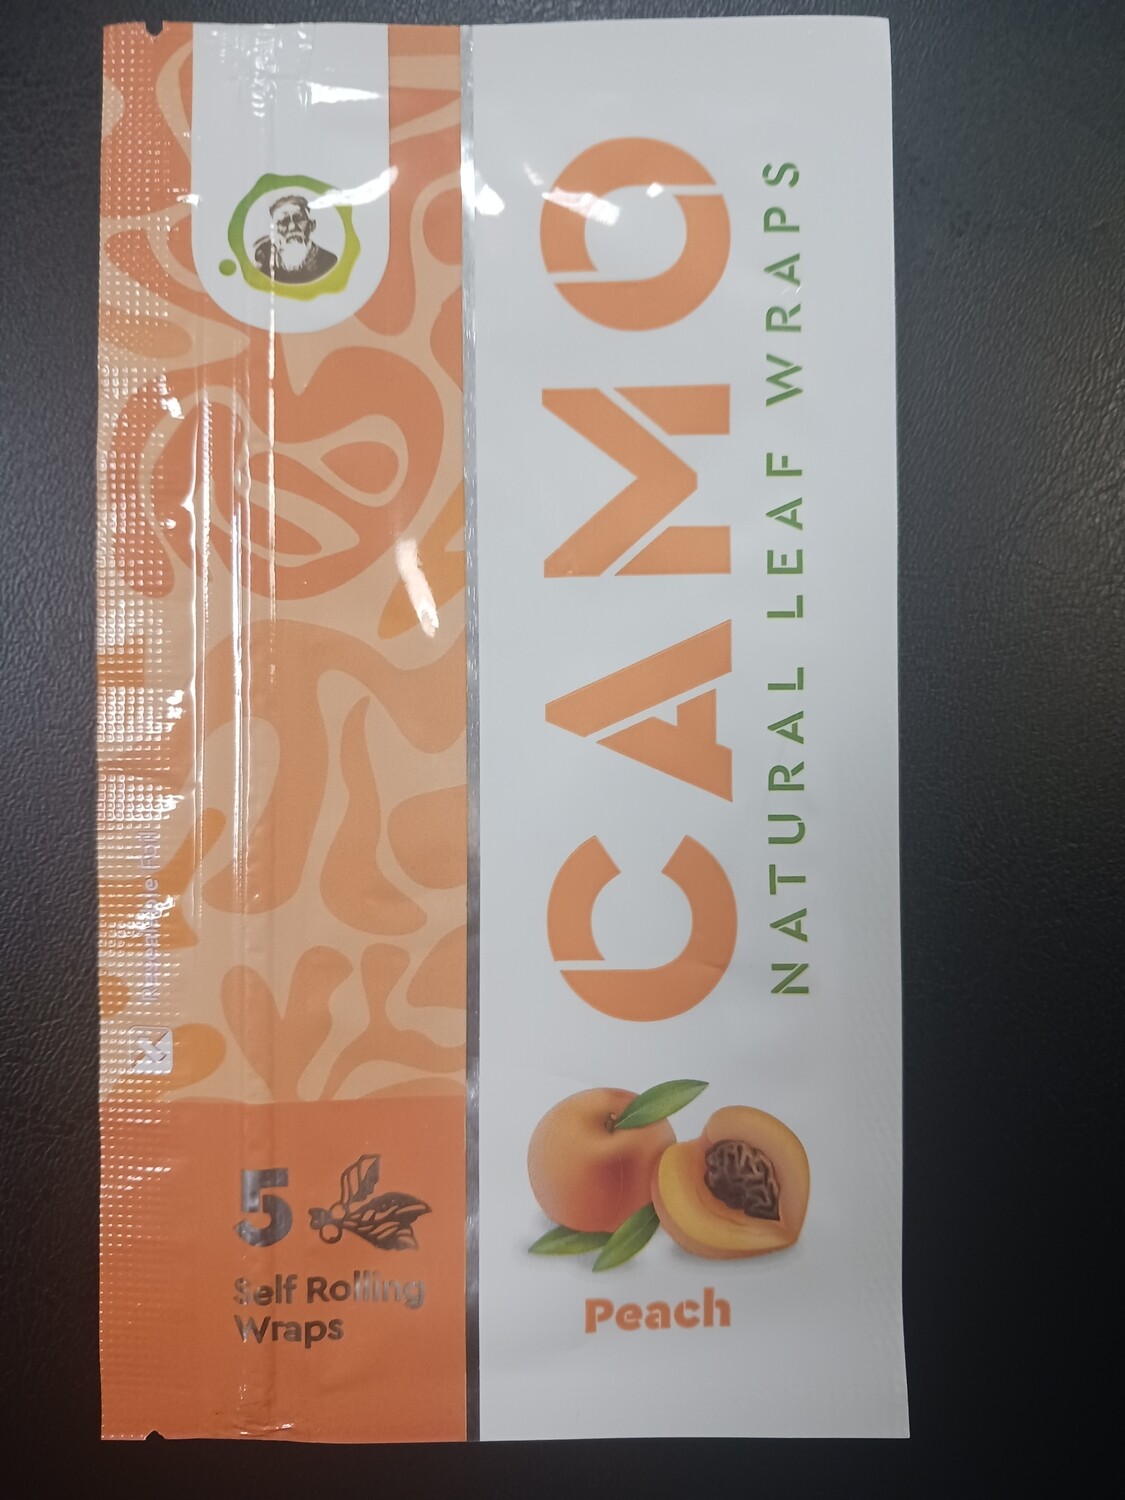 CAMO
NATURAL LEAF WRAPS
Peach
5
Self Rolling
Wraps